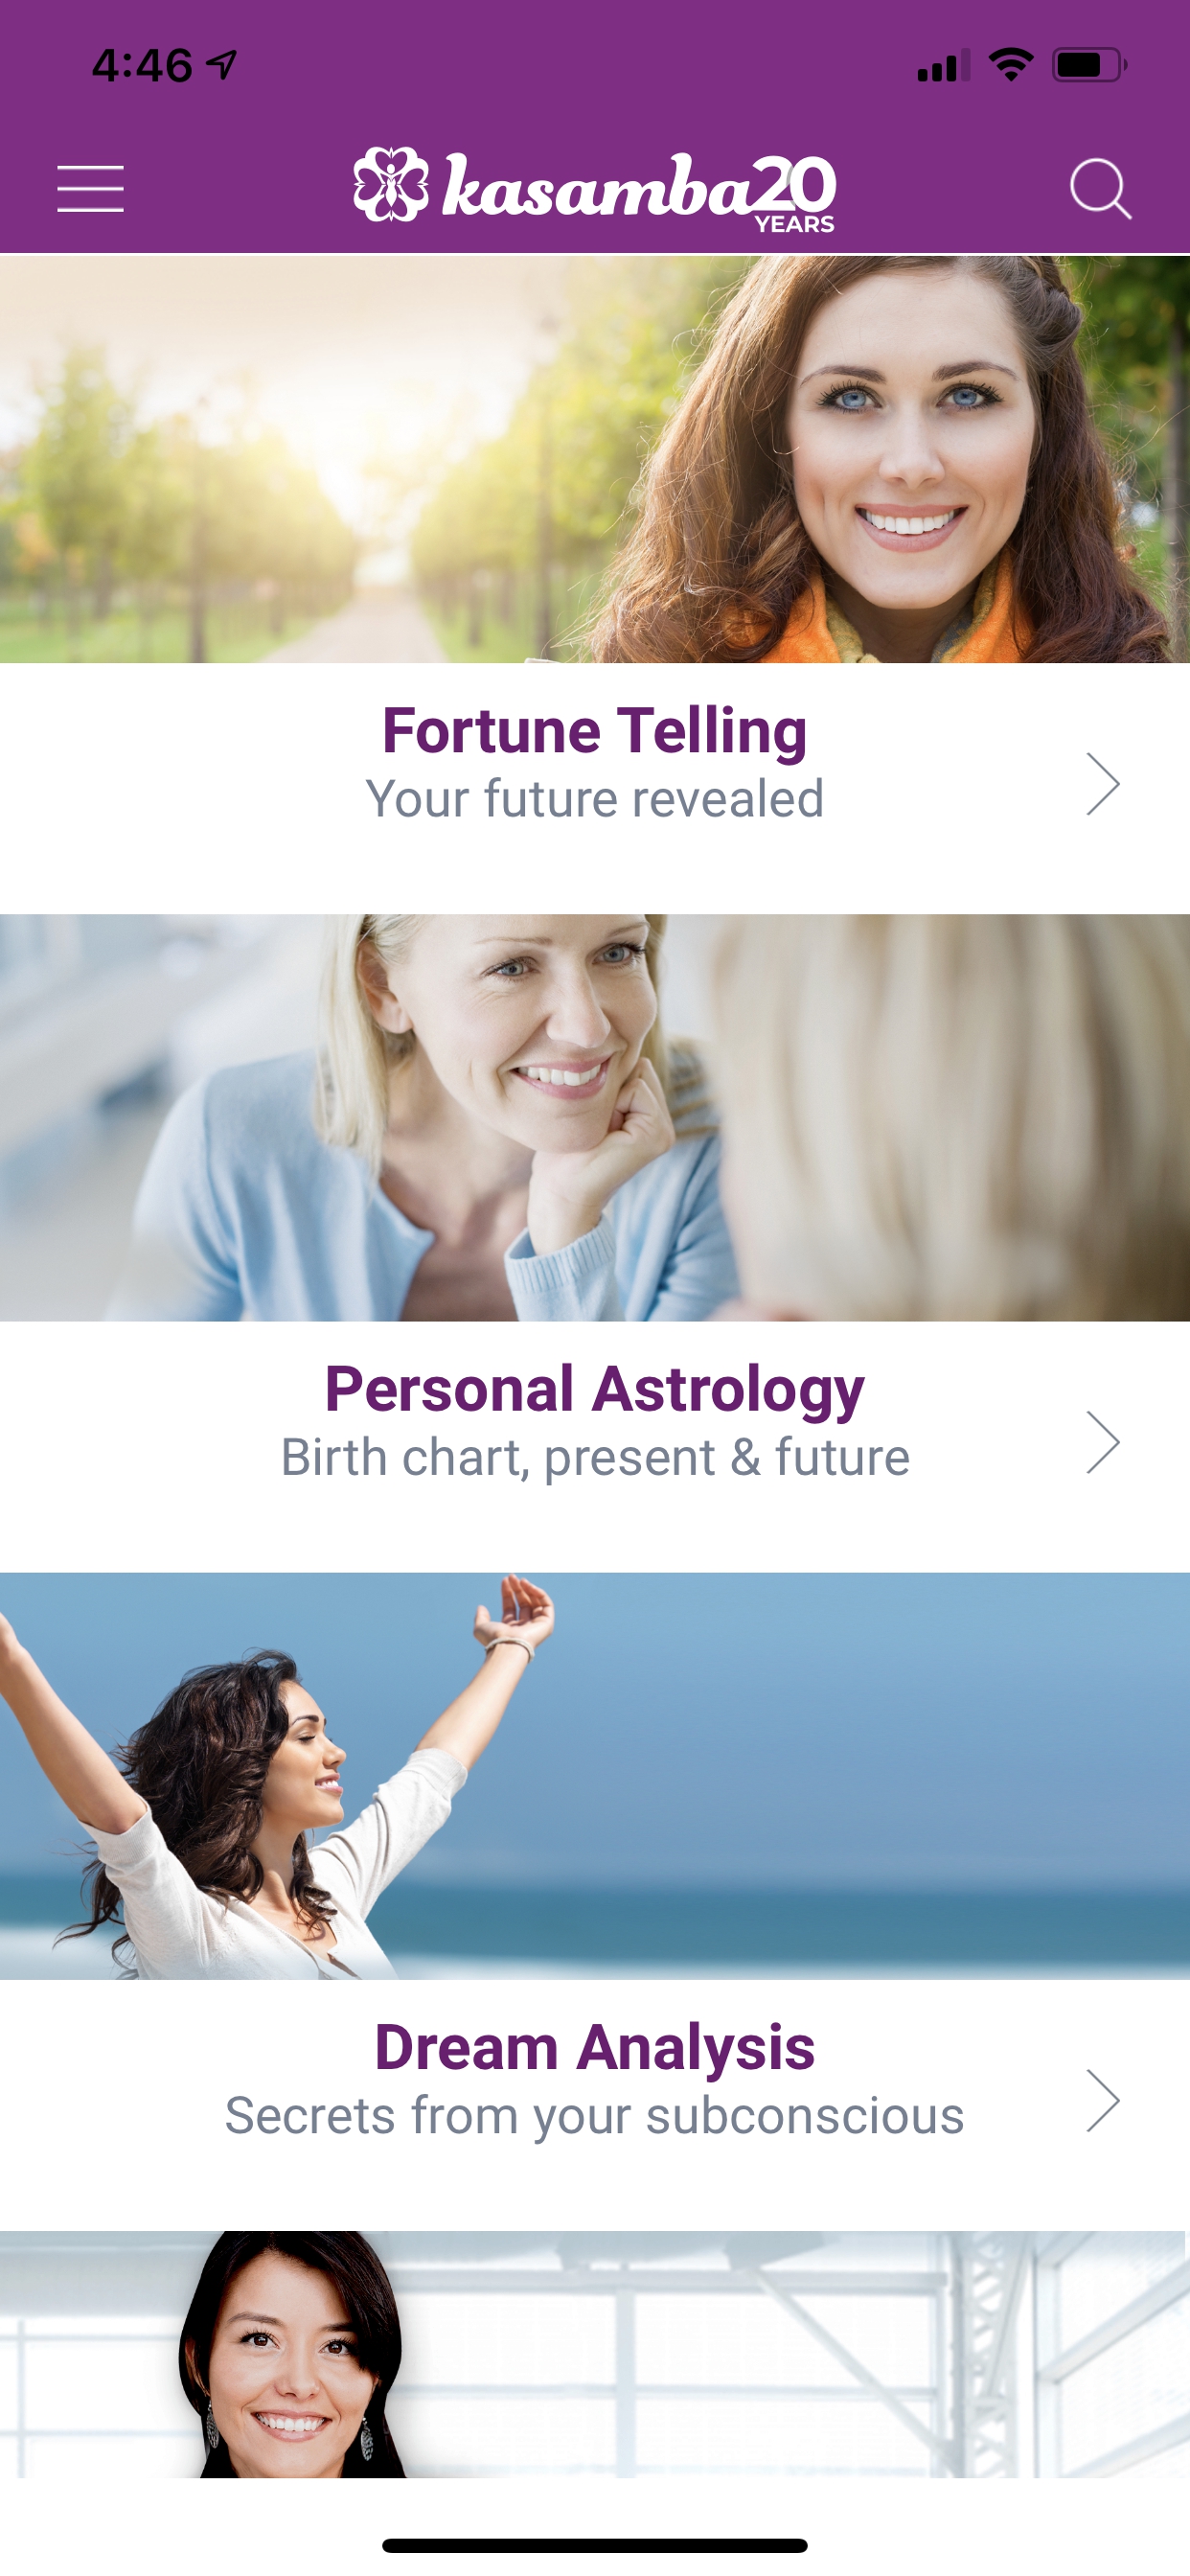 4:46
kasamba20
YEARS
Fortune Telling
Your future revealed
Personal Astrology
Birth chart, present & future
Dream Analysis
Secrets from your subconscious